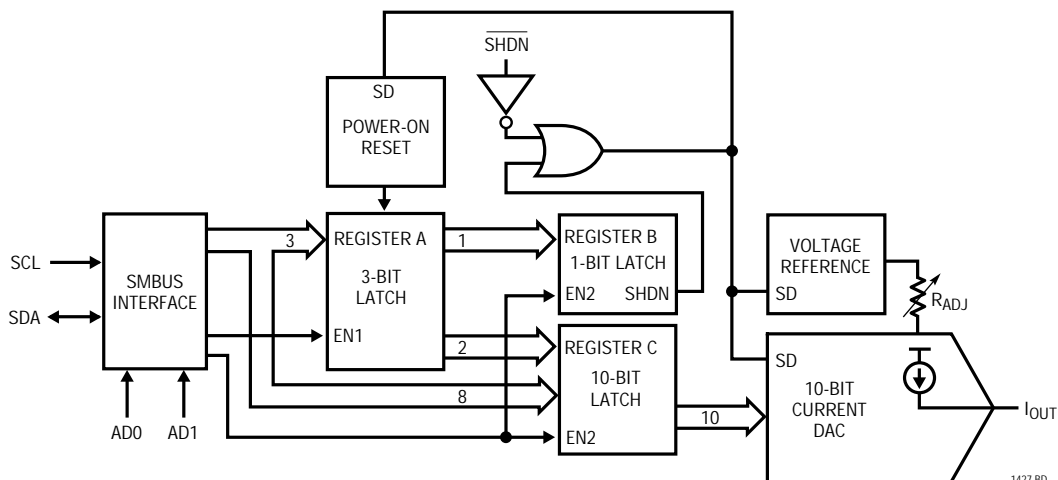 SHDN
SD
POWER-ON
RESET
SCL
SDA
SMBUS
INTERFACE
AD0
AD1
3
8
REGISTER A
3-BIT
LATCH
EN1
1
2
REGISTER B
1-BIT LATCH
EN2
SHDN
REGISTER C
10-BIT
LATCH
EN2
10
VOLTAGE
REFERENCE
SD
RADJ
SD
10-BIT
CURRENT
DAC
IOUT
1427 BD